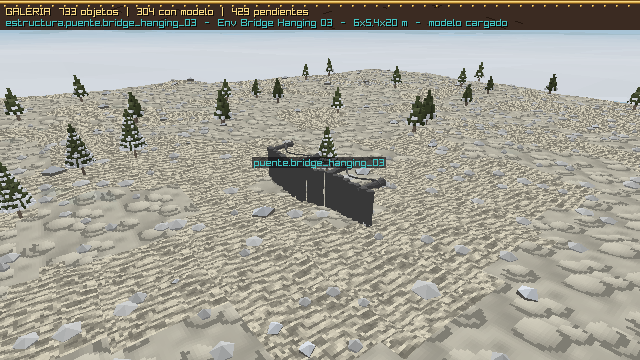 GALERIA 733 objetos | 304 con modelo | 429 pendientes
estructura.puente.bridge_hanging_03 - Env Bridge Hanging 03 - 6x5.4x20 m - modelo cargado
puente.bridge_hanging_03